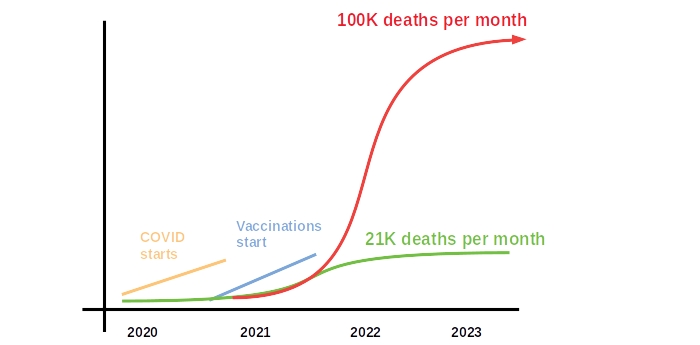 100K deaths per month
Vaccinations
start
COVID
starts
21K deaths per month
2020
2021
2022
2023